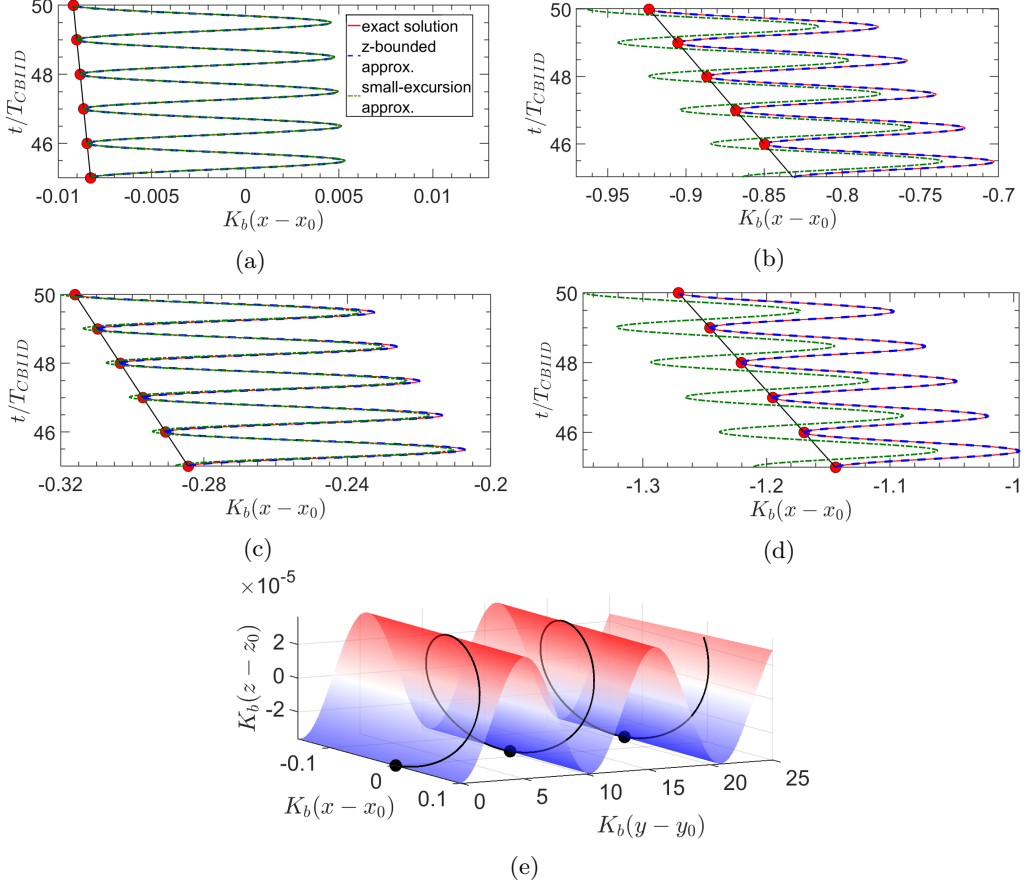 50
48
46
t/T_{CBIID}
exact solution
z-bounded
approx.
small-excursion
approx.
-0.01
-0.005
0
0.005
0.01
K_b(x − x_0)
(a)
50
48
46
t/T_{CBIID}
-0.95
-0.9
-0.85
-0.8
-0.75
-0.7
K_b(x − x_0)
(b)
50
48
46
t/T_{CBIID}
-0.32
-0.28
-0.24
-0.2
K_b(x − x_0)
(c)
50
48
46
t/T_{CBIID}
-1.3
-1.2
-1.1
-1
K_b(x − x_0)
(d)
×10^{-5}
2
0
-2
K_b(z − z_0)
-0.1
0
0.1
K_b(x − x_0)
0
5
10
15
20
25
K_b(y − y_0)
(e)